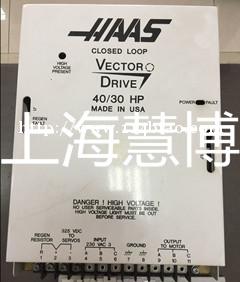 HAAS
CLOSED LOOP
HIGH
VOLTAGE
PRESENT
VECTOR
DRIVE
40/30 HP
MADE IN USA
POWER FAULT
REGEN
上海慧博
DANGER ! HIGH VOLTAGE !
NO USER SERVICEABLE PARTS INSIDE.
HIGH VOLTAGE LIGHT MUST BE OUT
BEFORE SERVICE.
REGEN
RESISTOR
325 VDC
TO
SERVOS
INPUT
230 VAC 3
GROUND
OUTPUT TO
MOTOR